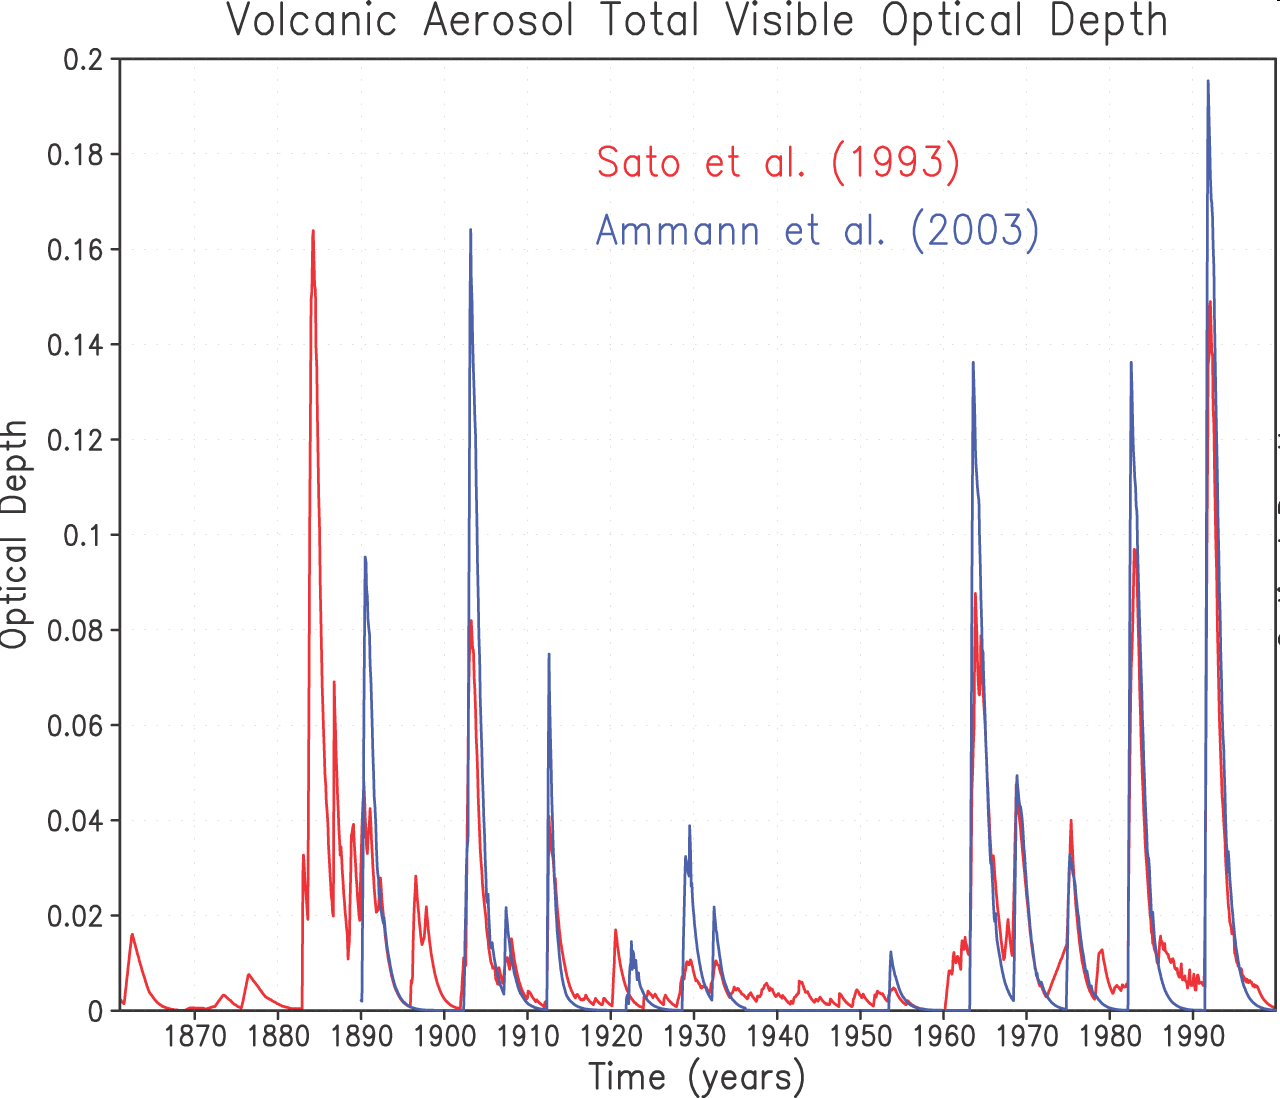 Volcanic Aerosol Total Visible Optical Depth
Optical Depth
0.2
0.18
0.16
0.14
0.12
0.1
0.08
0.06
0.04
0.02
0
Sato et al. (1993)
Ammann et al. (2003)
1870 1880 1890 1900 1910 1920 1930 1940 1950 1960 1970 1980 1990
Time (years)